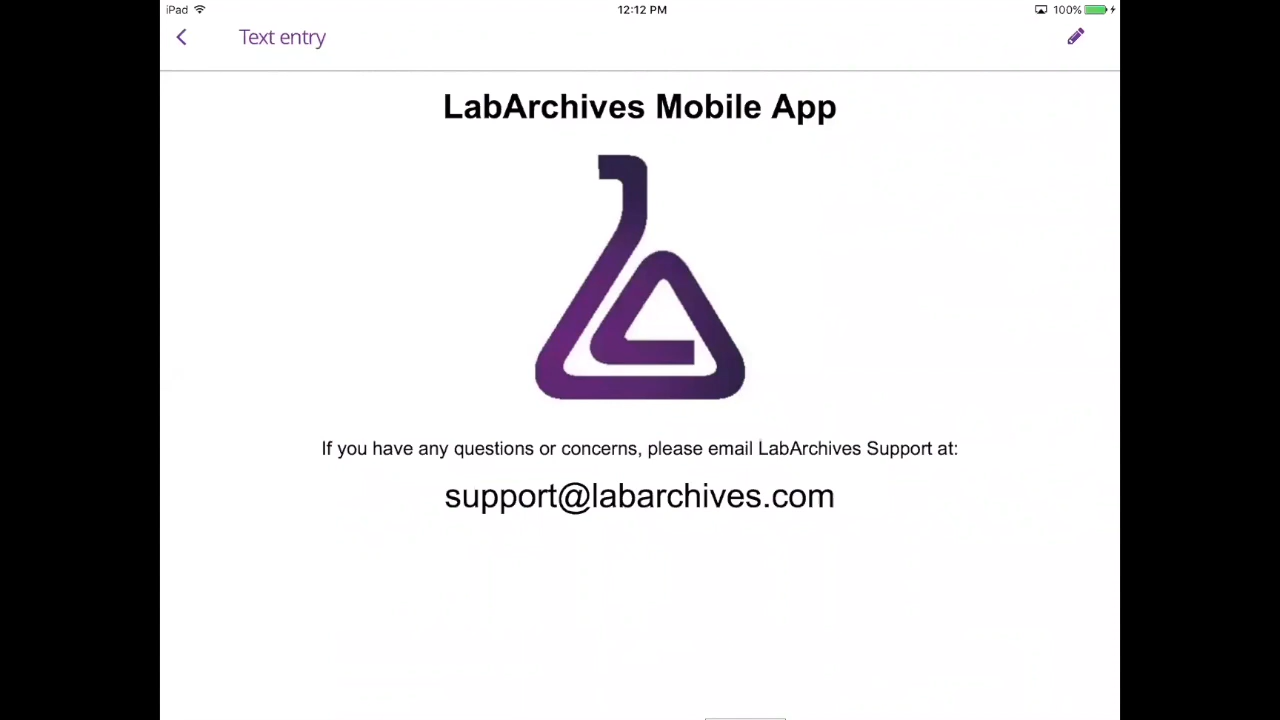 iPad 12:12 PM 100%
Text entry
LabArchives Mobile App
If you have any questions or concerns, please email LabArchives Support at:
support@labarchives.com